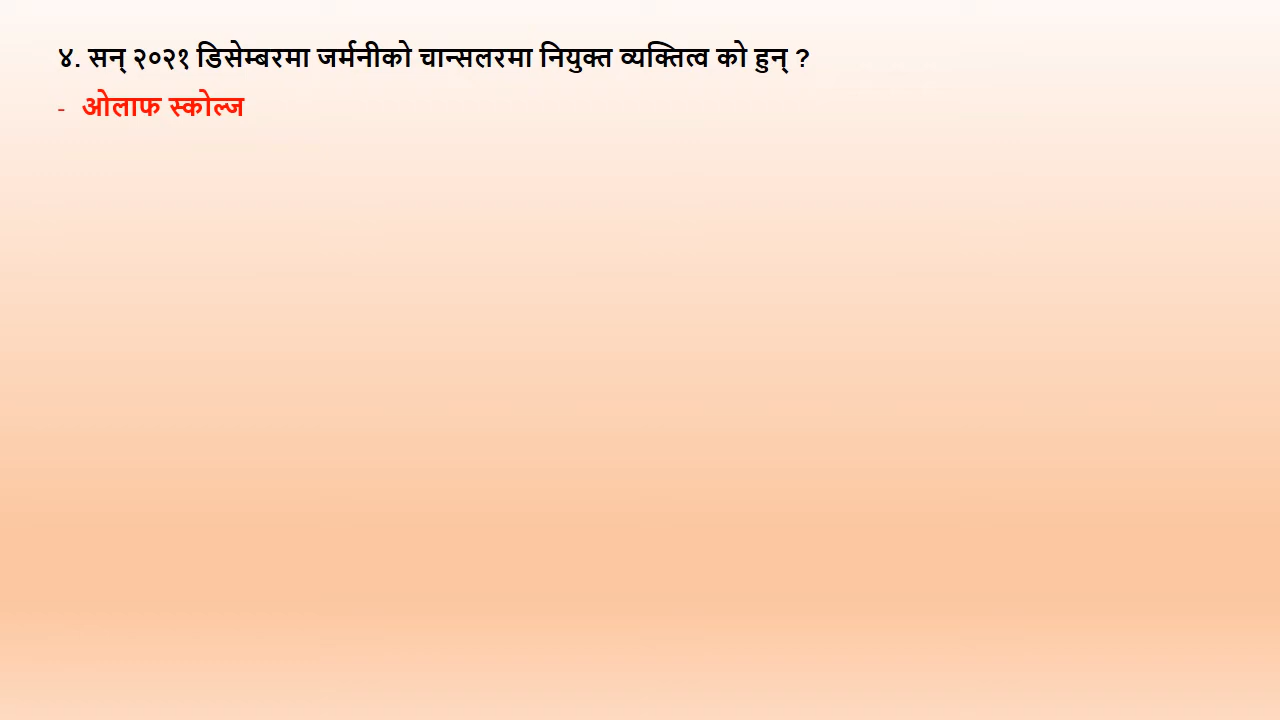 ४. सन् २०२१ डिसेम्बरमा जर्मनीको चान्सलरमा नियुक्त व्यक्तित्व को हुन् ?
- ओलाफ स्कोल्ज